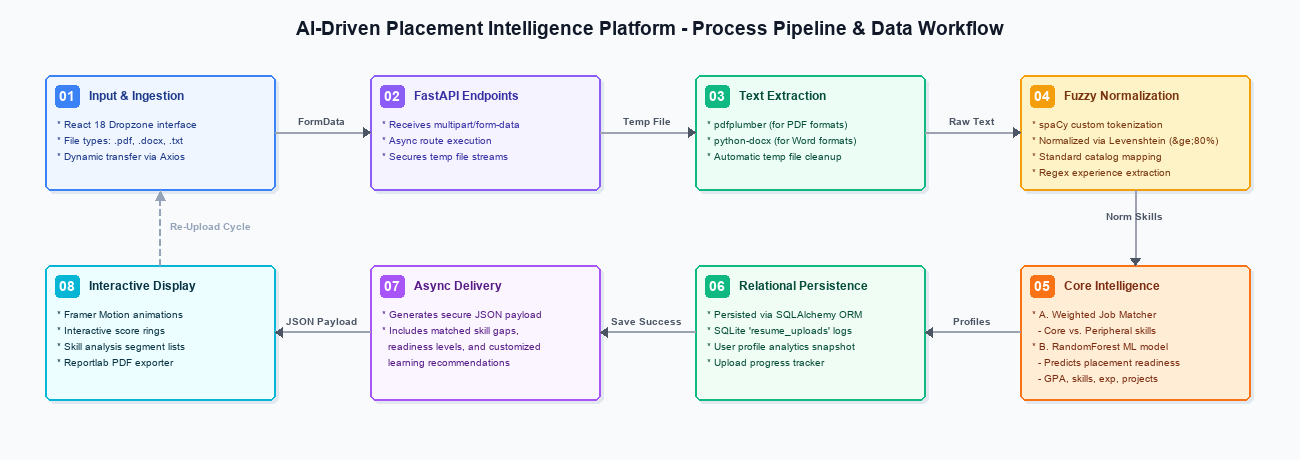 AI-Driven Placement Intelligence Platform - Process Pipeline & Data Workflow
01 Input & Ingestion
* React 18 Dropzone interface
* File types: .pdf, .docx, .txt
* Dynamic transfer via Axios
FormData
02 FastAPI Endpoints
* Receives multipart/form-data
* Async route execution
* Secures temp file streams
Temp File
03 Text Extraction
* pdfplumber (for PDF formats)
* python-docx (for Word formats)
* Automatic temp file cleanup
Raw Text
04 Fuzzy Normalization
* spaCy custom tokenization
* Normalized via Levenshtein (&ge;80%)
* Standard catalog mapping
* Regex experience extraction
Norm Skills
05 Core Intelligence
* A. Weighted Job Matcher
- Core vs. Peripheral skills
* B. RandomForest ML model
- Predicts placement readiness
- GPA, skills, exp, projects
Profiles
06 Relational Persistence
* Persisted via SQLAlchemy ORM
* SQLite 'resume_uploads' logs
* User profile analytics snapshot
* Upload progress tracker
Save Success
07 Async Delivery
* Generates secure JSON payload
* Includes matched skill gaps,
readiness levels, and customized
learning recommendations
JSON Payload
08 Interactive Display
* Framer Motion animations
* Interactive score rings
* Skill analysis segment lists
* Reportlab PDF exporter
Re-Upload Cycle